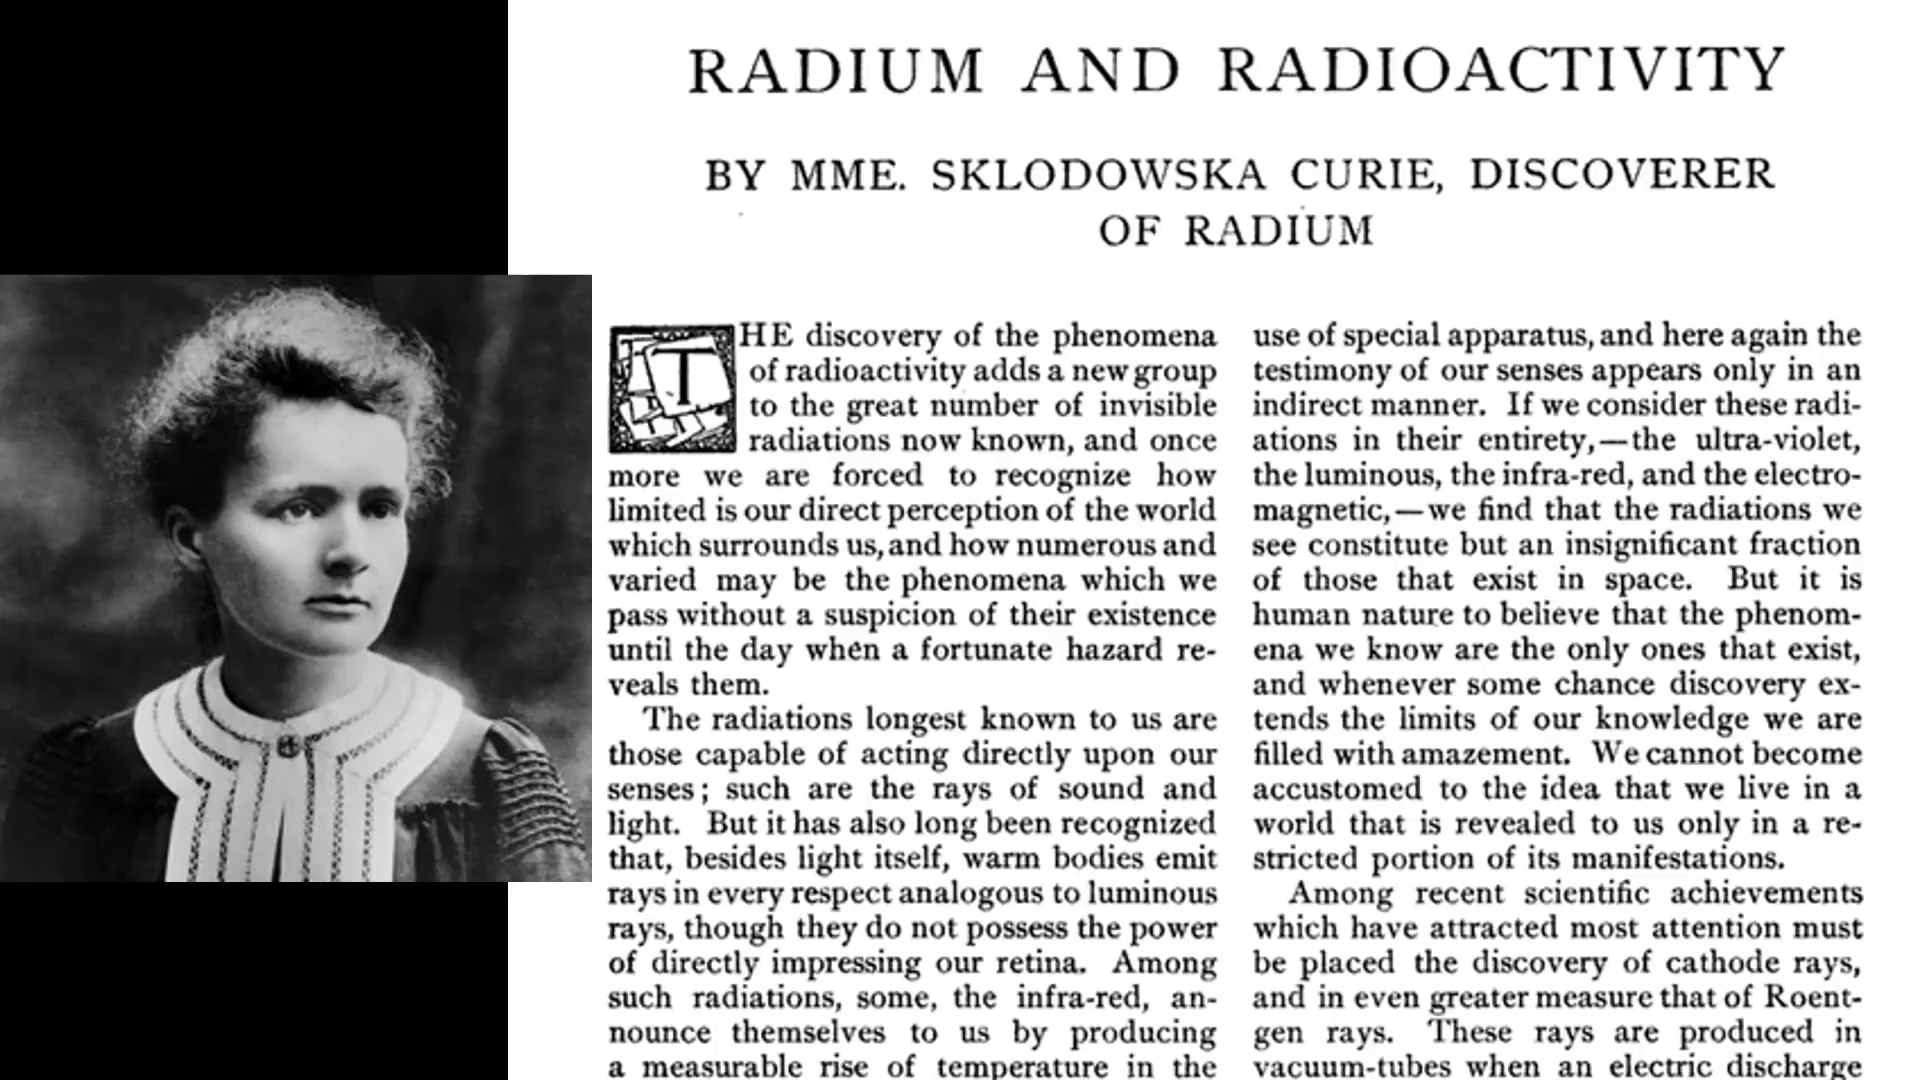 RADIUM AND RADIOACTIVITY
BY MME. SKLODOWSKA CURIE, DISCOVERER
OF RADIUM
THE discovery of the phenomena
of radioactivity adds a new group
to the great number of invisible
radiations now known, and once
more we are forced to recognize how
limited is our direct perception of the world
which surrounds us, and how numerous and
varied may be the phenomena which we
pass without a suspicion of their existence
until the day when a fortunate hazard re-
veals them.
The radiations longest known to us are
those capable of acting directly upon our
senses; such are the rays of sound and
light. But it has also long been recognized
that, besides light itself, warm bodies emit
rays in every respect analogous to luminous
rays, though they do not possess the power
of directly impressing our retina. Among
such radiations, some, the infra-red, an-
nounce themselves to us by producing
a measurable rise of temperature in the
use of special apparatus, and here again the
testimony of our senses appears only in an
indirect manner. If we consider these radi-
ations in their entirety,—the ultra-violet,
the luminous, the infra-red, and the electro-
magnetic,—we find that the radiations we
see constitute but an insignificant fraction
of those that exist in space. But it is
human nature to believe that the phenom-
ena we know are the only ones that exist,
and whenever some chance discovery ex-
tends the limits of our knowledge we are
filled with amazement. We cannot become
accustomed to the idea that we live in a
world that is revealed to us only in a re-
stricted portion of its manifestations.
Among recent scientific achievements
which have attracted most attention must
be placed the discovery of cathode rays,
and in even greater measure that of Roent-
gen rays. These rays are produced in
vacuum-tubes when an electric discharge